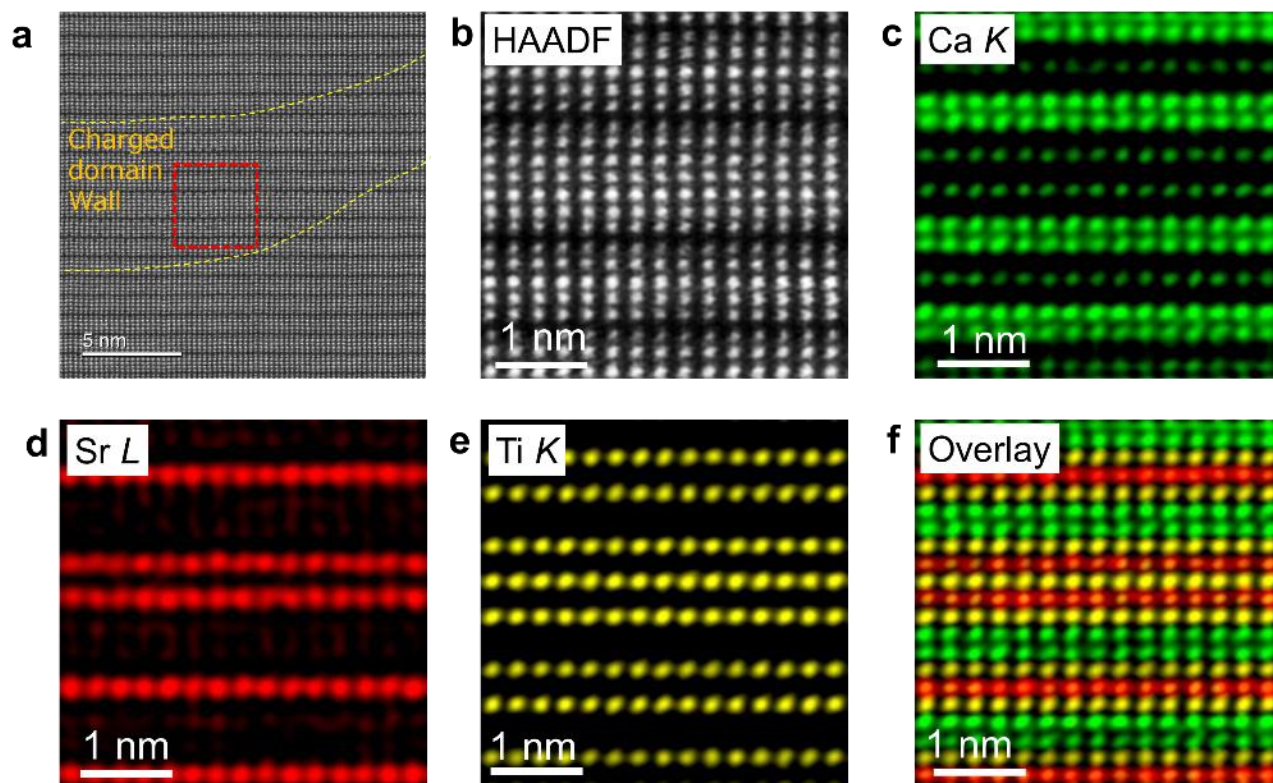 a
Charged
domain
Wall
5 nm
b
HAADF
1 nm
c
Ca K
1 nm
d
Sr L
1 nm
e
Ti K
1 nm
f
Overlay
1 nm